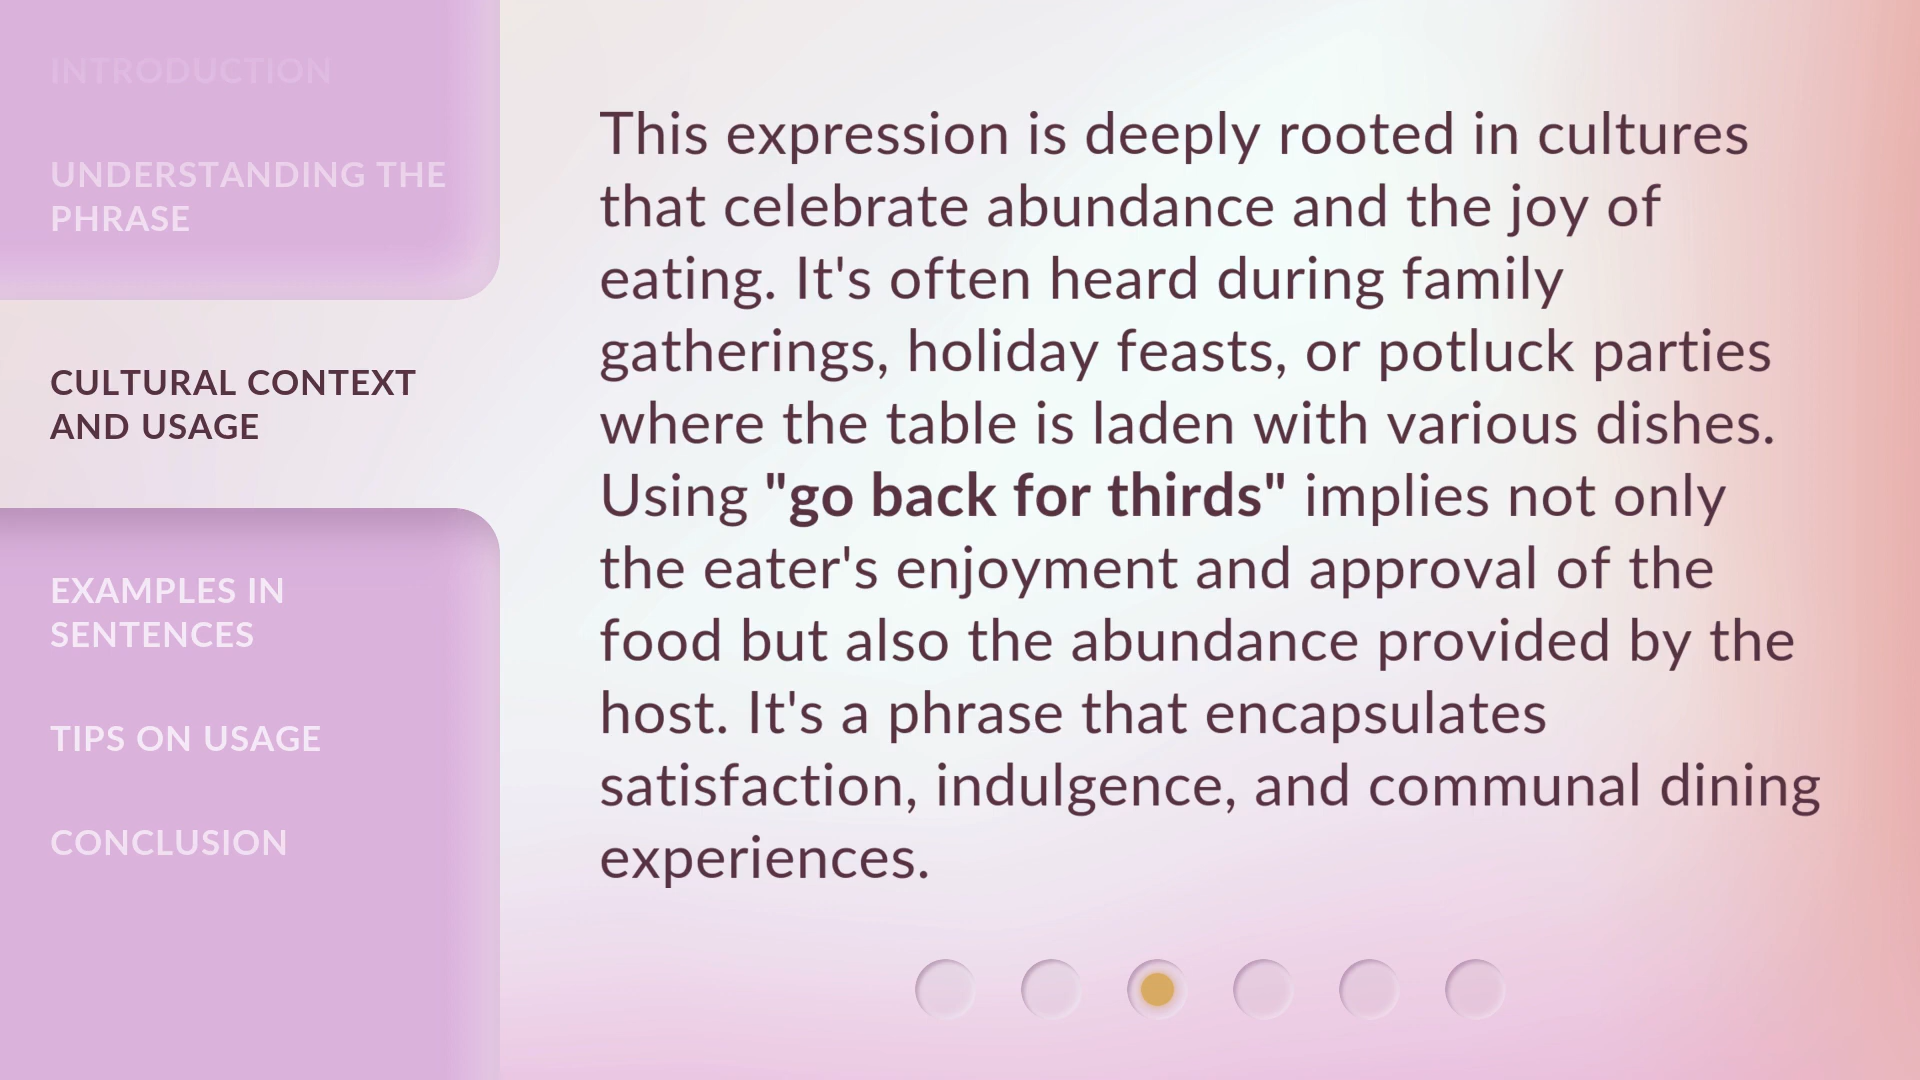 INTRODUCTION
UNDERSTANDING THE
PHRASE
CULTURAL CONTEXT
AND USAGE
EXAMPLES IN
SENTENCES
TIPS ON USAGE
CONCLUSION
This expression is deeply rooted in cultures
that celebrate abundance and the joy of
eating. It's often heard during family
gatherings, holiday feasts, or potluck parties
where the table is laden with various dishes.
Using "go back for thirds" implies not only
the eater's enjoyment and approval of the
food but also the abundance provided by the
host. It's a phrase that encapsulates
satisfaction, indulgence, and communal dining
experiences.